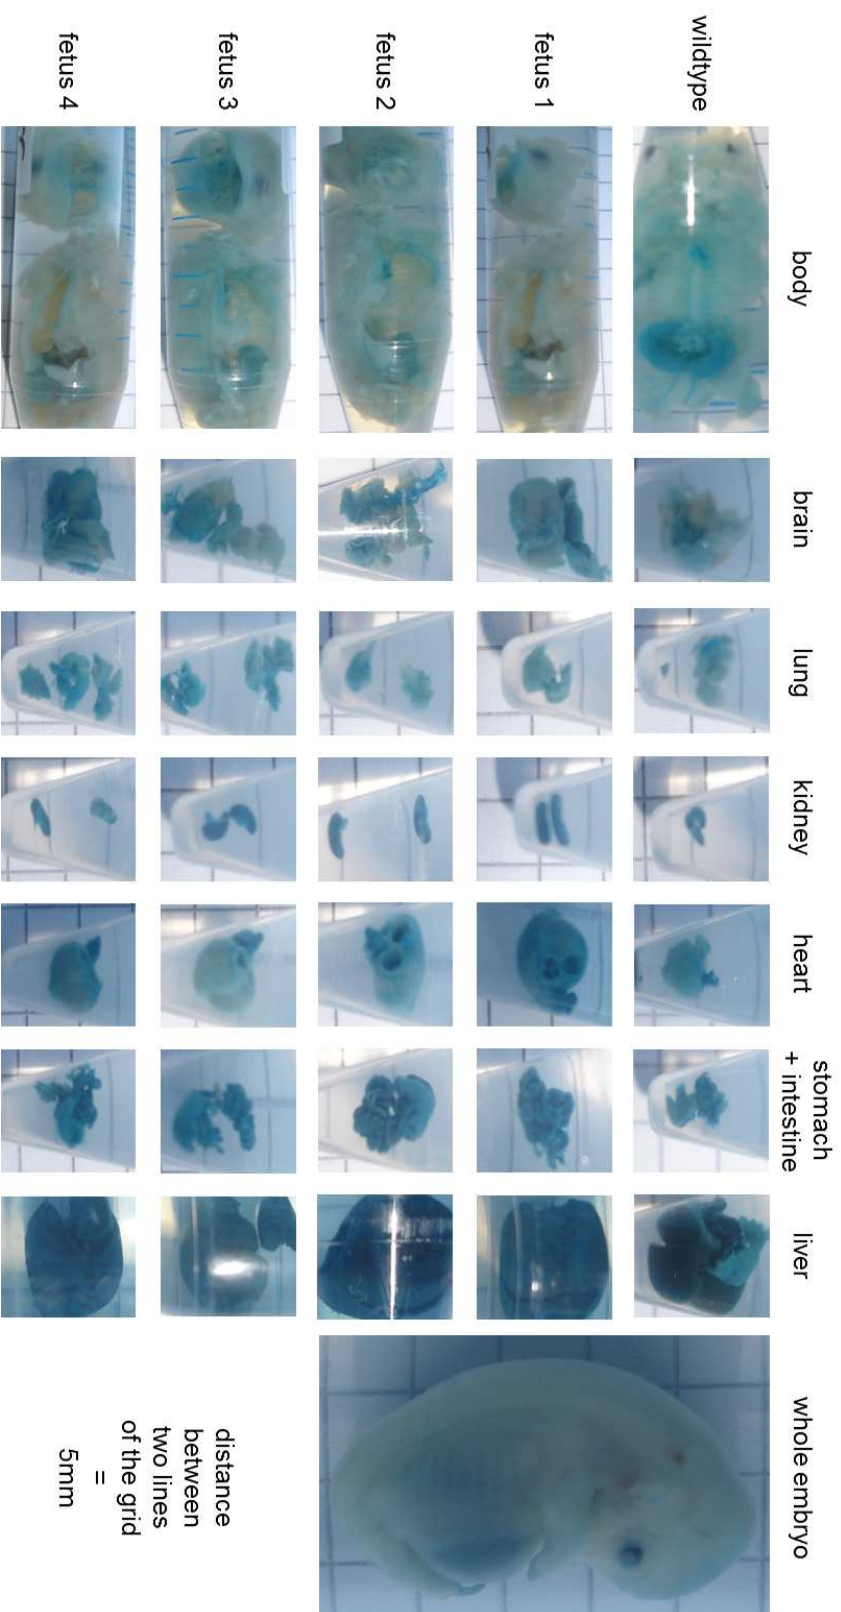 body
brain
lung
kidney
heart
stomach
+ intestine
liver
whole embryo
wildtype
fetus 1
fetus 2
fetus 3
fetus 4
distance
between
two lines
of the grid
=
5mm